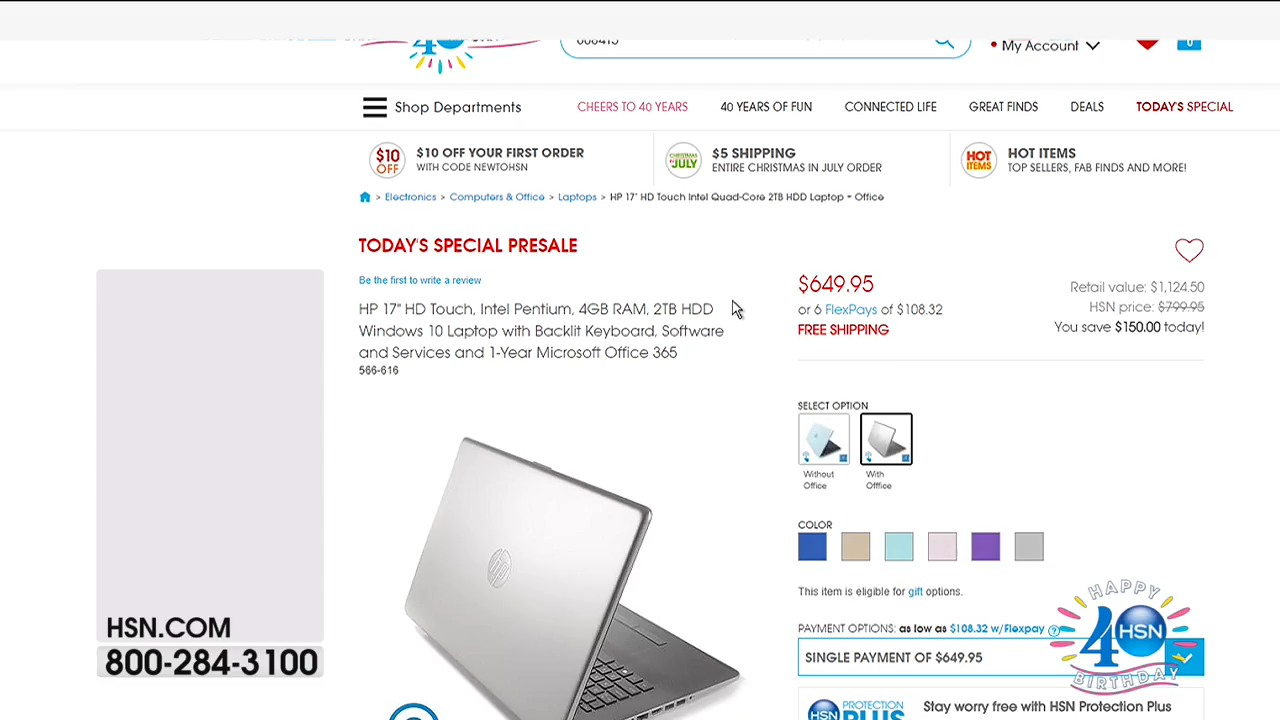 40
My Account
0
Shop Departments
CHEERS TO 40 YEARS
40 YEARS OF FUN
CONNECTED LIFE
GREAT FINDS
DEALS
TODAY'S SPECIAL
$10 OFF
$10 OFF YOUR FIRST ORDER
WITH CODE NEWTOHSN
CHRISTMAS in JULY
$5 SHIPPING
ENTIRE CHRISTMAS IN JULY ORDER
HOT ITEMS
HOT ITEMS
TOP SELLERS, FAB FINDS AND MORE!
> Electronics > Computers & Office > Laptops > HP 17" HD Touch Intel Quad-Core 2TB HDD Laptop + Office
TODAY'S SPECIAL PRESALE
Be the first to write a review
HP 17" HD Touch, Intel Pentium, 4GB RAM, 2TB HDD
Windows 10 Laptop with Backlit Keyboard, Software
and Services and 1-Year Microsoft Office 365
566-616
$649.95
or 6 FlexPays of $108.32
FREE SHIPPING
Retail value: $1,124.50
HSN price: $799.95
You save $150.00 today!
SELECT OPTION
Without
Office
With
Offfice
COLOR
This item is eligible for gift options.
PAYMENT OPTIONS: as low as $108.32 w/Flexpay ?
SINGLE PAYMENT OF $649.95
HSN PROTECTION PLUS
Stay worry free with HSN Protection Plus
hp
HSN.COM
800-284-3100
HAPPY
40 HSN
BIRTHDAY